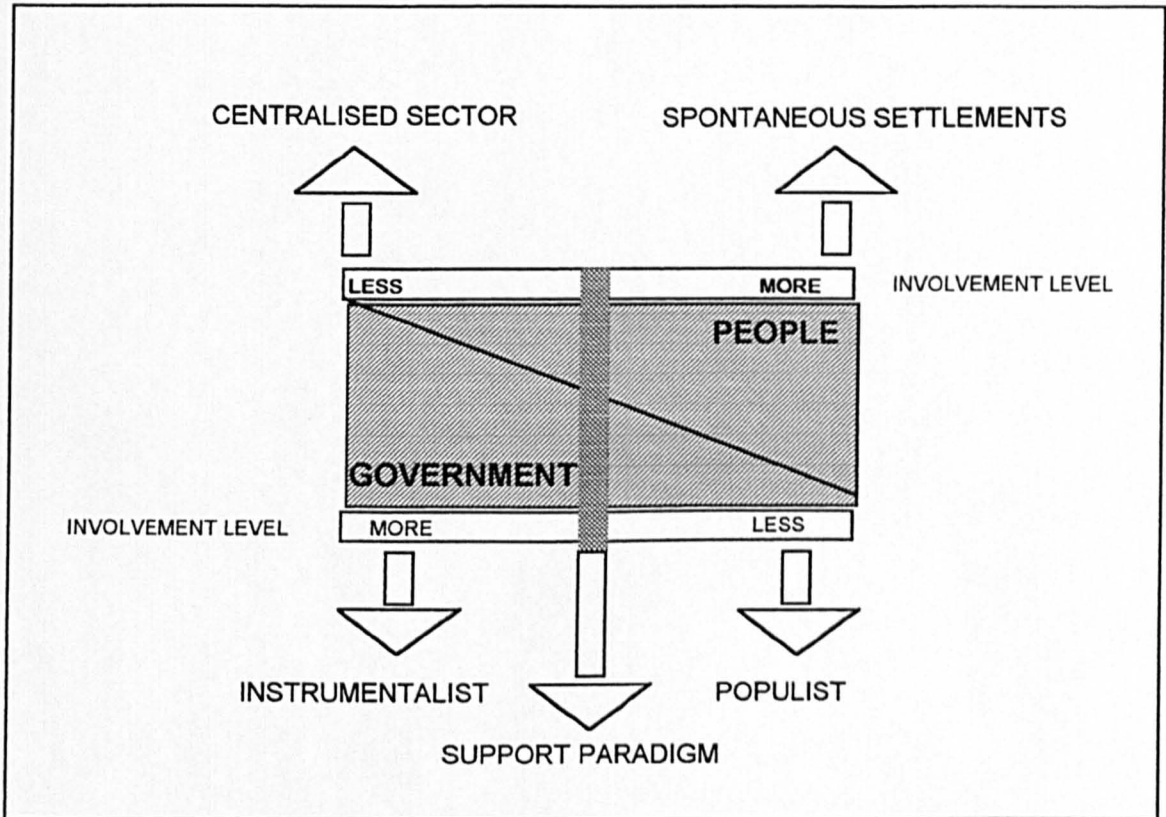 CENTRALISED SECTOR
SPONTANEOUS SETTLEMENTS
LESS
MORE
INVOLVEMENT LEVEL
PEOPLE
GOVERNMENT
INVOLVEMENT LEVEL
MORE
LESS
INSTRUMENTALIST
POPULIST
SUPPORT PARADIGM